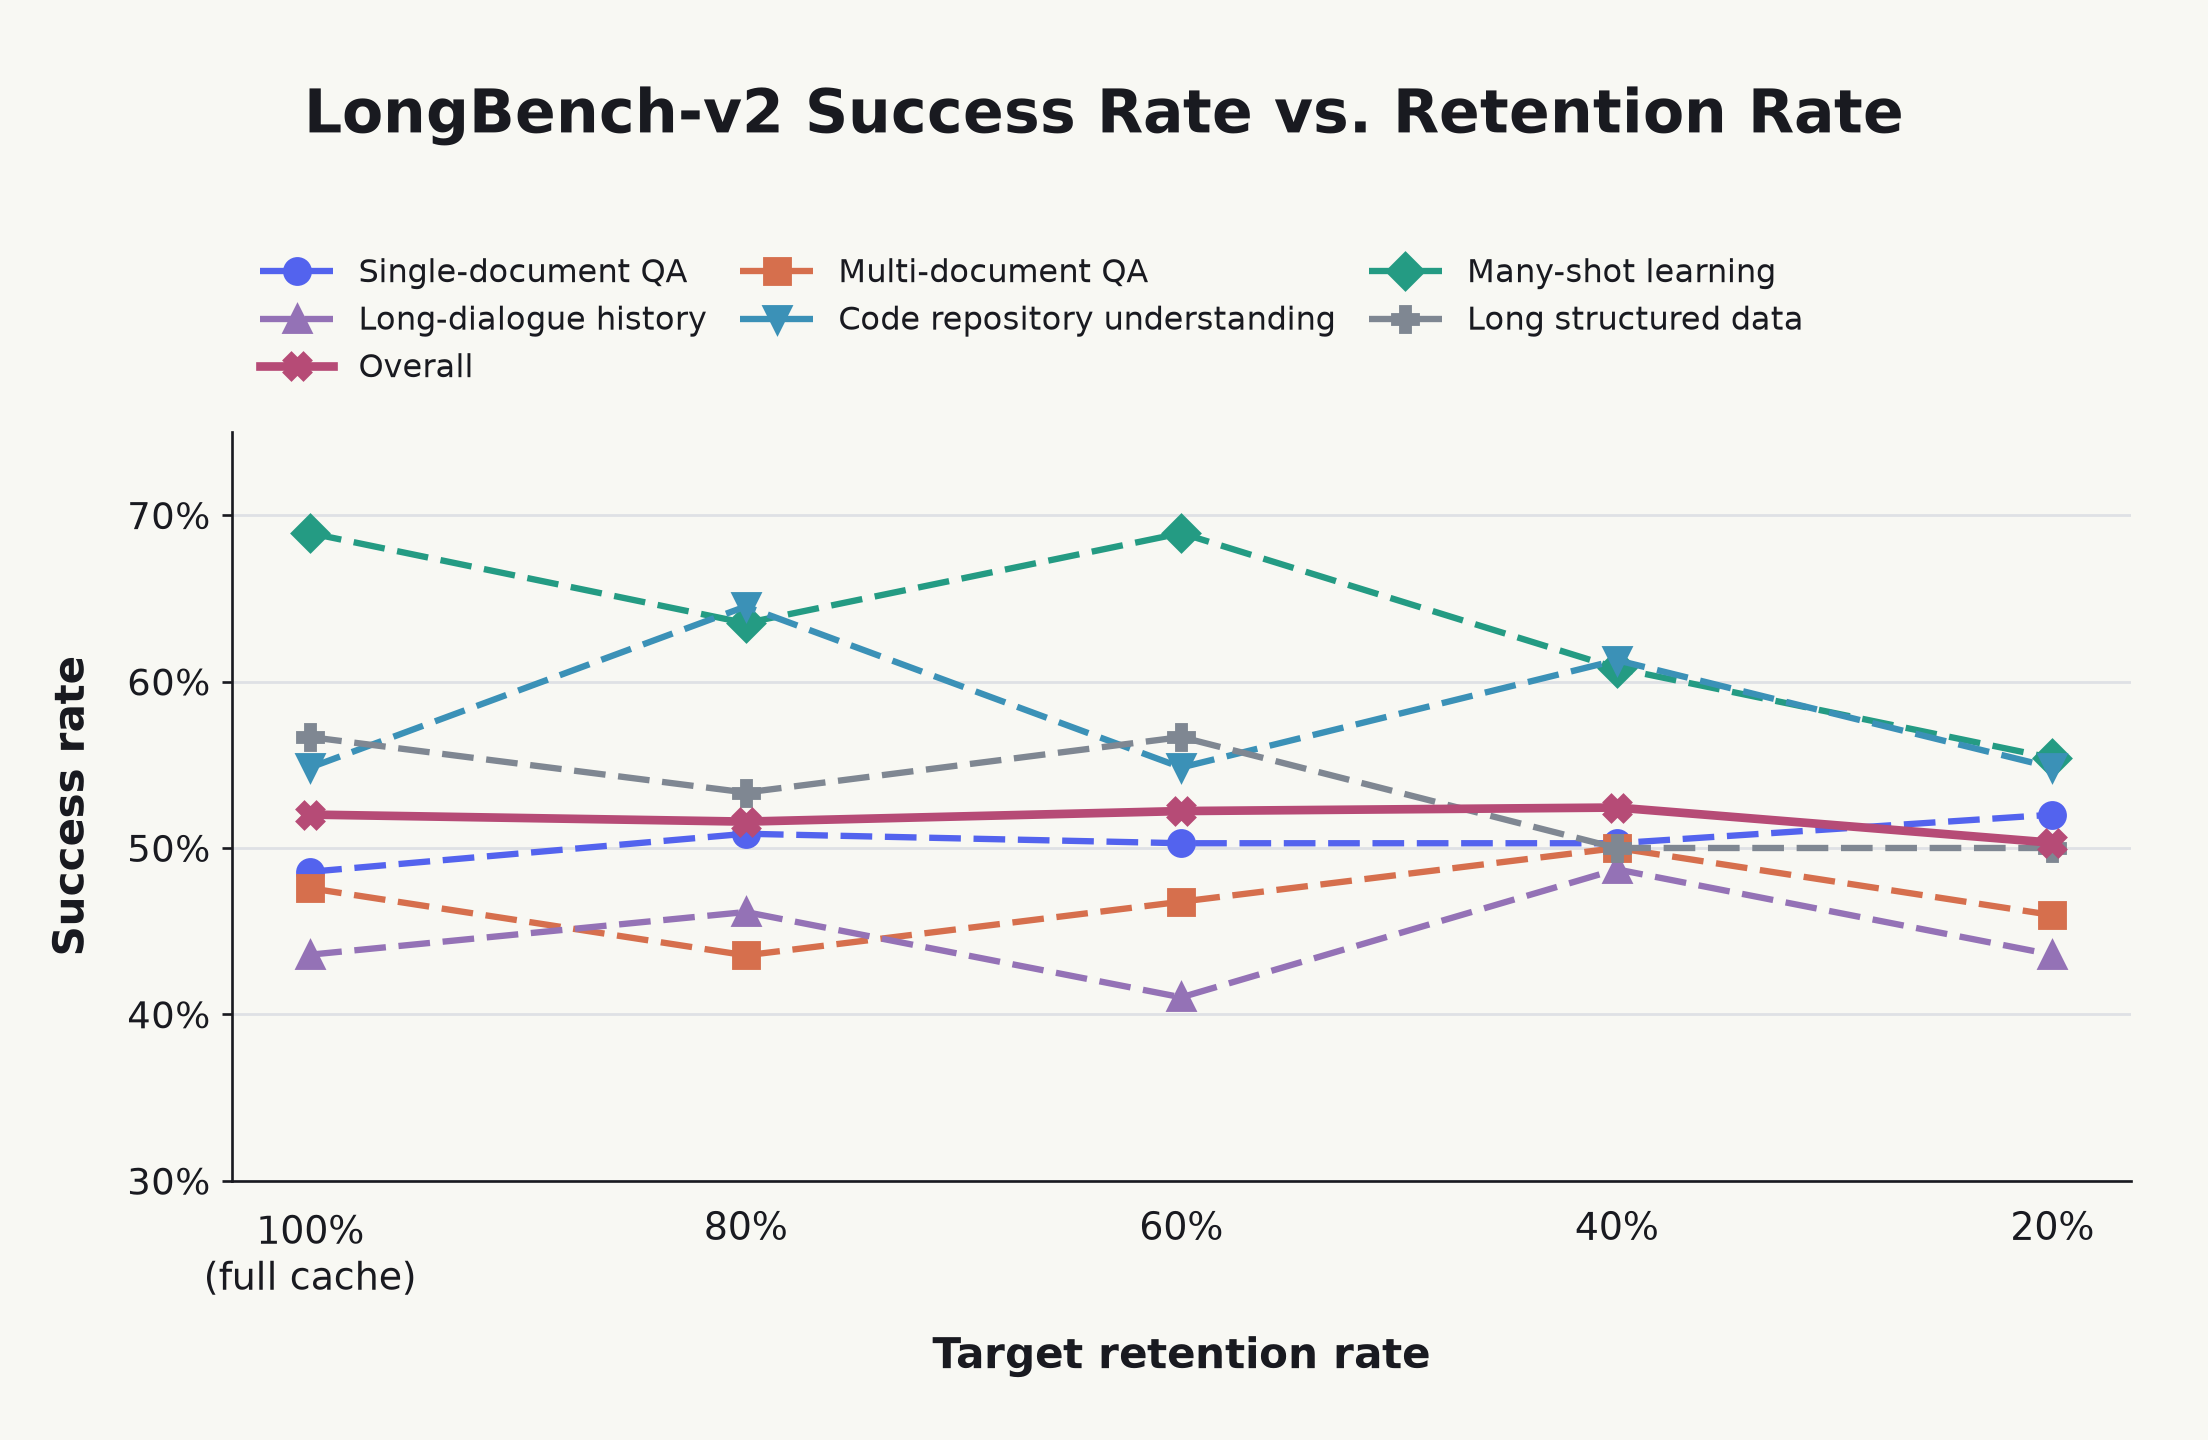 LongBench-v2 Success Rate vs. Retention Rate
Single-document QA
Multi-document QA
Many-shot learning
Long-dialogue history
Code repository understanding
Long structured data
Overall
Success rate
70%
60%
50%
40%
30%
100%
(full cache)
80%
60%
40%
20%
Target retention rate